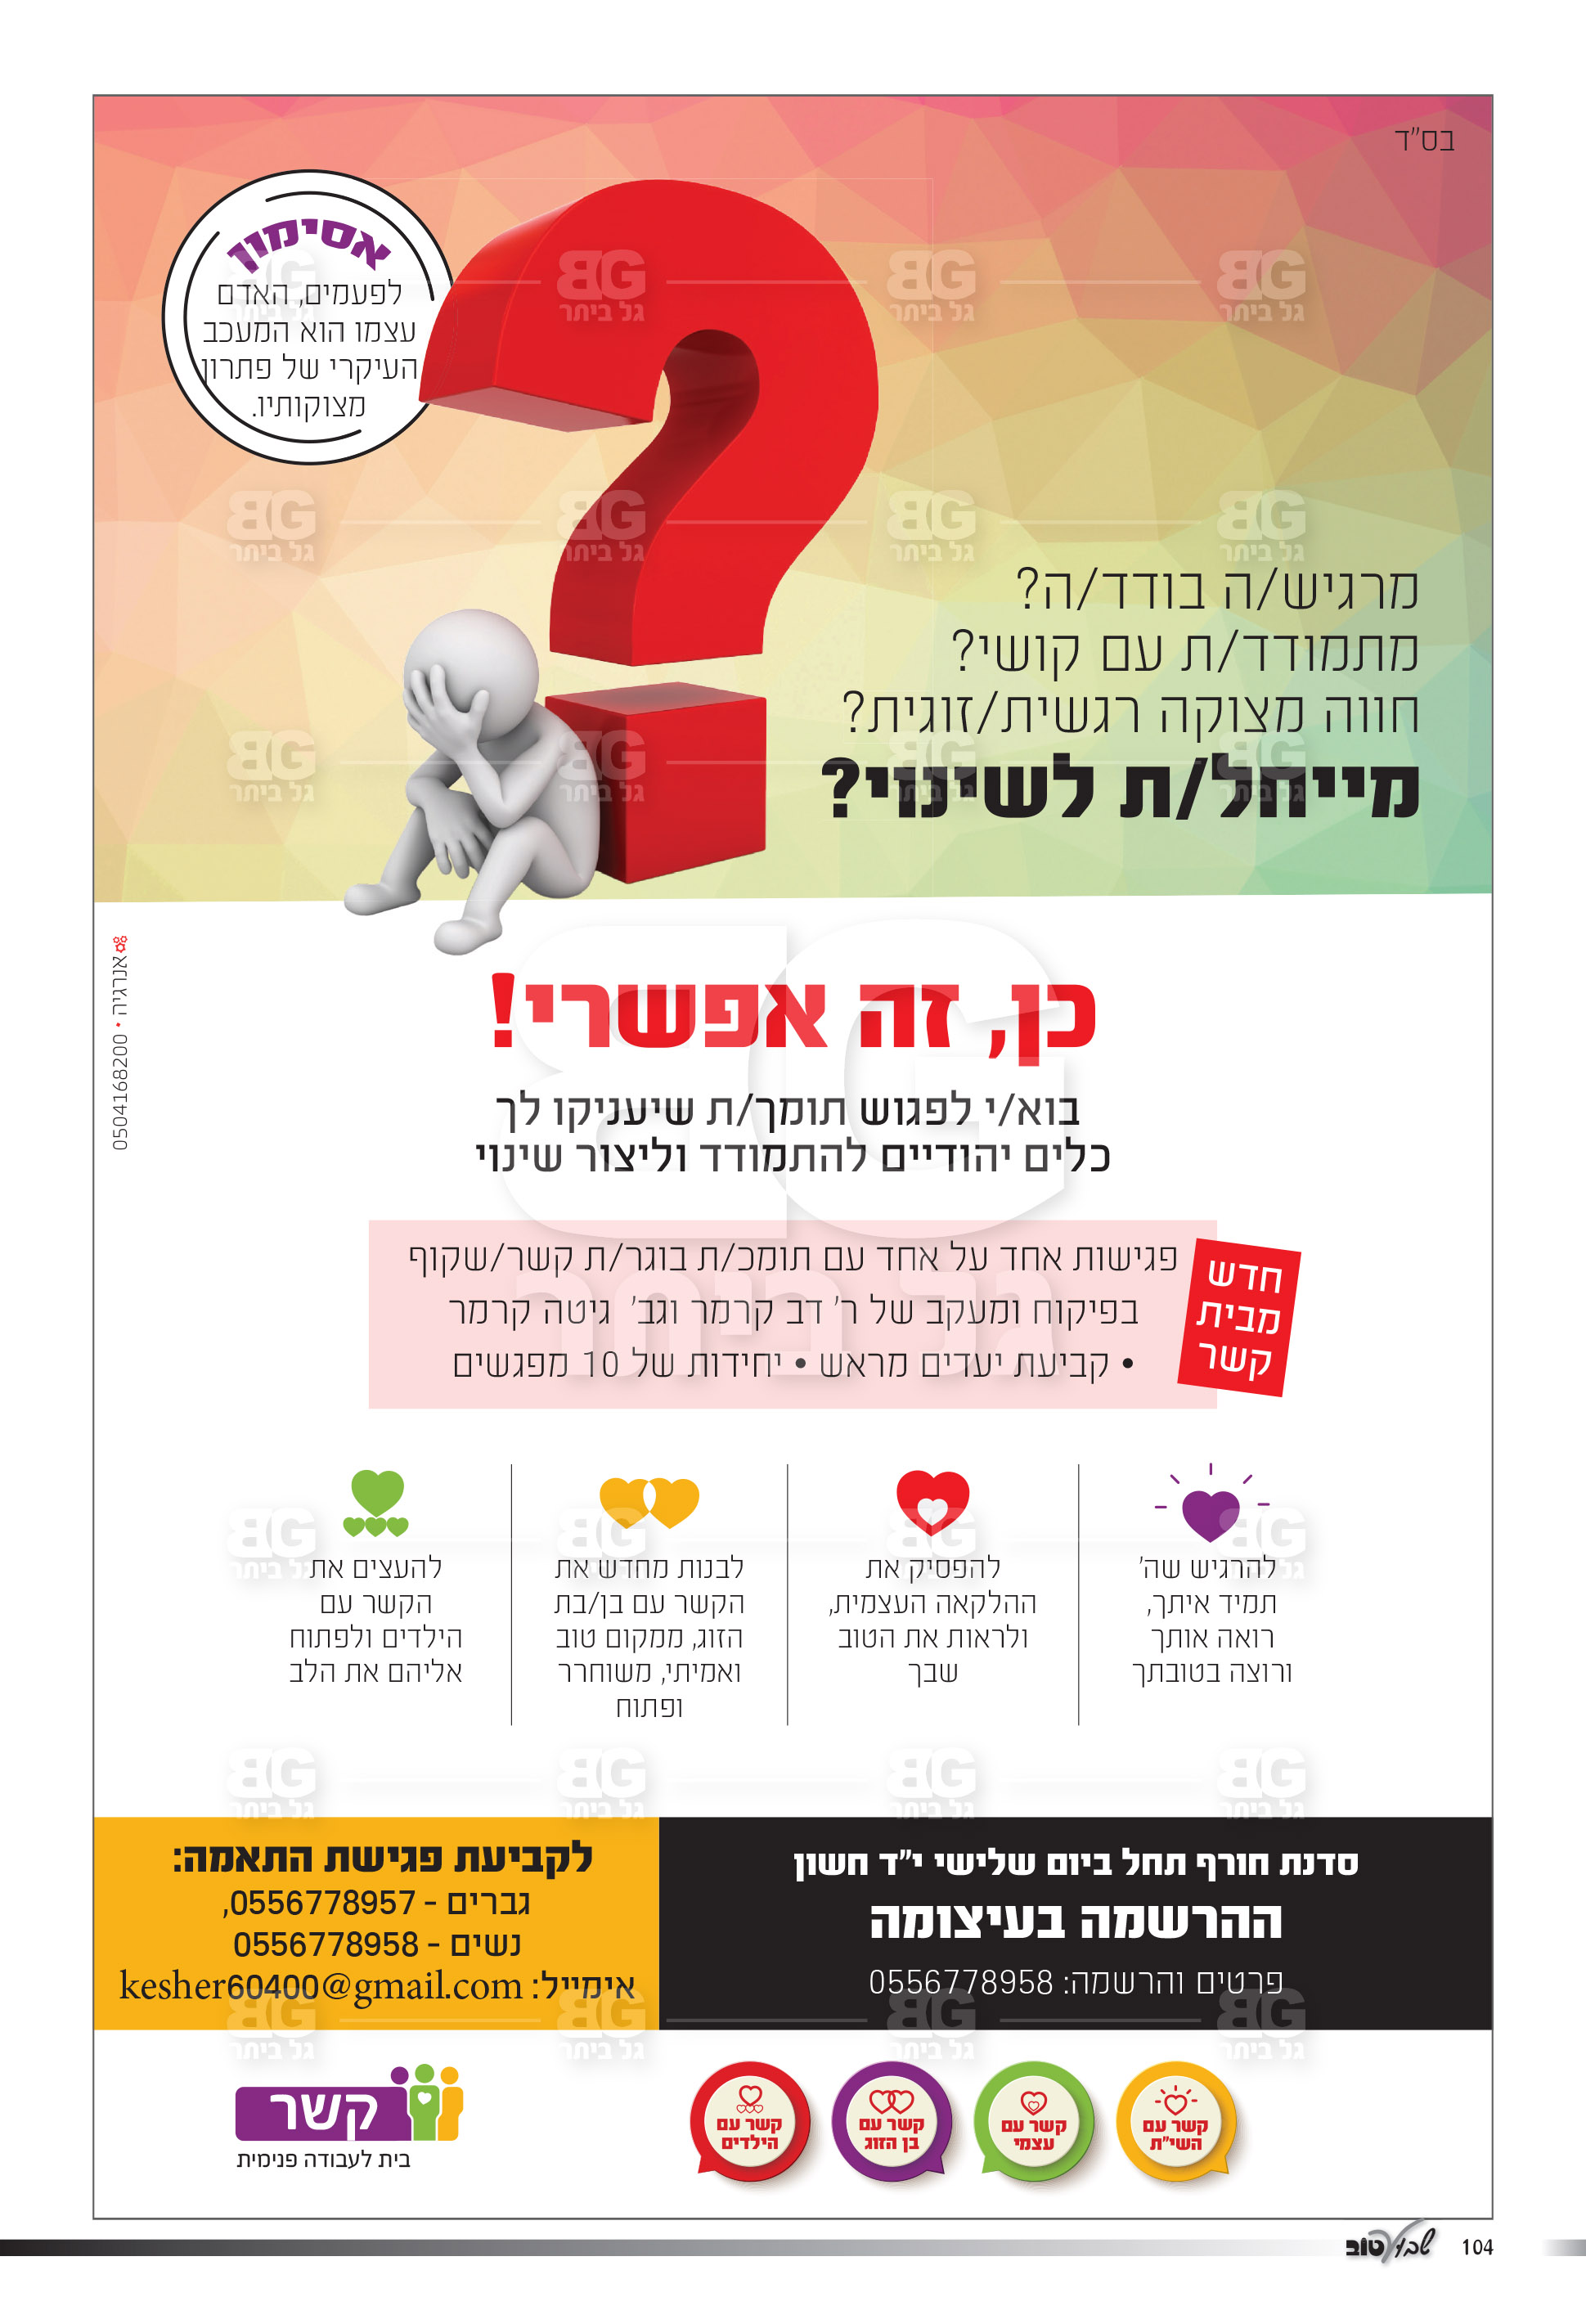 בס"ד
אסימון
לפעמים, האדם
עצמו הוא המעכב
העיקרי של פתרון
מצוקותיו.
מרגיש/ה בודד/ה?
מתמודד/ת עם קושי?
חווה מצוקה רגשית/זוגית?
מייחל/ת לשינוי?
אנרגיה • 0504168200
כן, זה אפשרי!
בוא/י לפגוש תומך/ת שיעניקו לך
כלים יהודיים להתמודד וליצור שינוי
חדש
מבית
קשר
פגישות אחד על אחד עם תומכ/ת בוגר/ת קשר/שקוף
בפיקוח ומעקב של ר' דב קרמר וגב' גיטה קרמר
• קביעת יעדים מראש • יחידות של 10 מפגשים
להרגיש שה'
תמיד איתך,
רואה אותך
ורוצה בטובתך
להפסיק את
ההלקאה העצמית,
ולראות את הטוב
שבך
לבנות מחדש את
הקשר עם בן/בת
הזוג, ממקום טוב
ואמיתי, משוחרר
ופתוח
להעצים את
הקשר עם
הילדים ולפתוח
אליהם את הלב
סדנת חורף תחל ביום שלישי י"ד חשון
ההרשמה בעיצומה
פרטים והרשמה: 0556778958
לקביעת פגישת התאמה:
גברים - 0556778957,
נשים - 0556778958
אימייל: kesher60400@gmail.com
קשר עם
השי"ת
קשר עם
עצמי
קשר עם
בן הזוג
קשר עם
הילדים
קשר
בית לעבודה פנימית
104 שבוע טוב
BG
גל ביתר